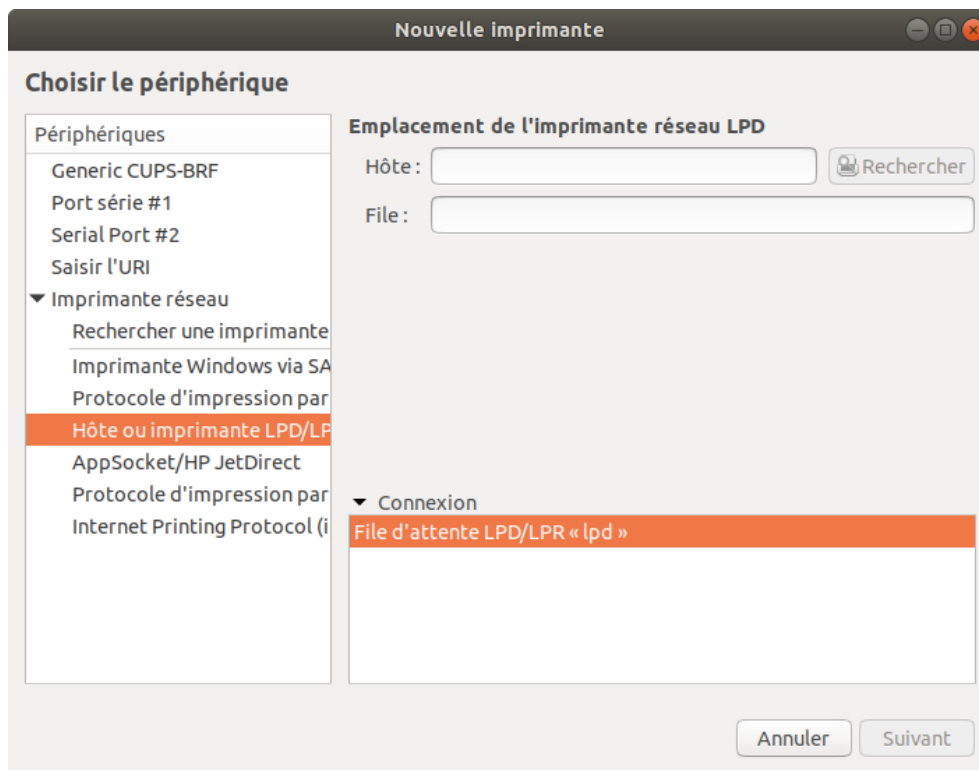 Nouvelle imprimante
Choisir le périphérique
Périphériques
Generic CUPS-BRF
Port série #1
Serial Port #2
Saisir l'URI
Imprimante réseau
Rechercher une imprimante
Imprimante Windows via SA
Protocole d'impression par
Hôte ou imprimante LPD/LP
AppSocket/HP JetDirect
Protocole d'impression par
Internet Printing Protocol (i
Emplacement de l'imprimante réseau LPD
Hôte : Rechercher
File :
Connexion
File d'attente LPD/LPR « lpd »
Annuler Suivant